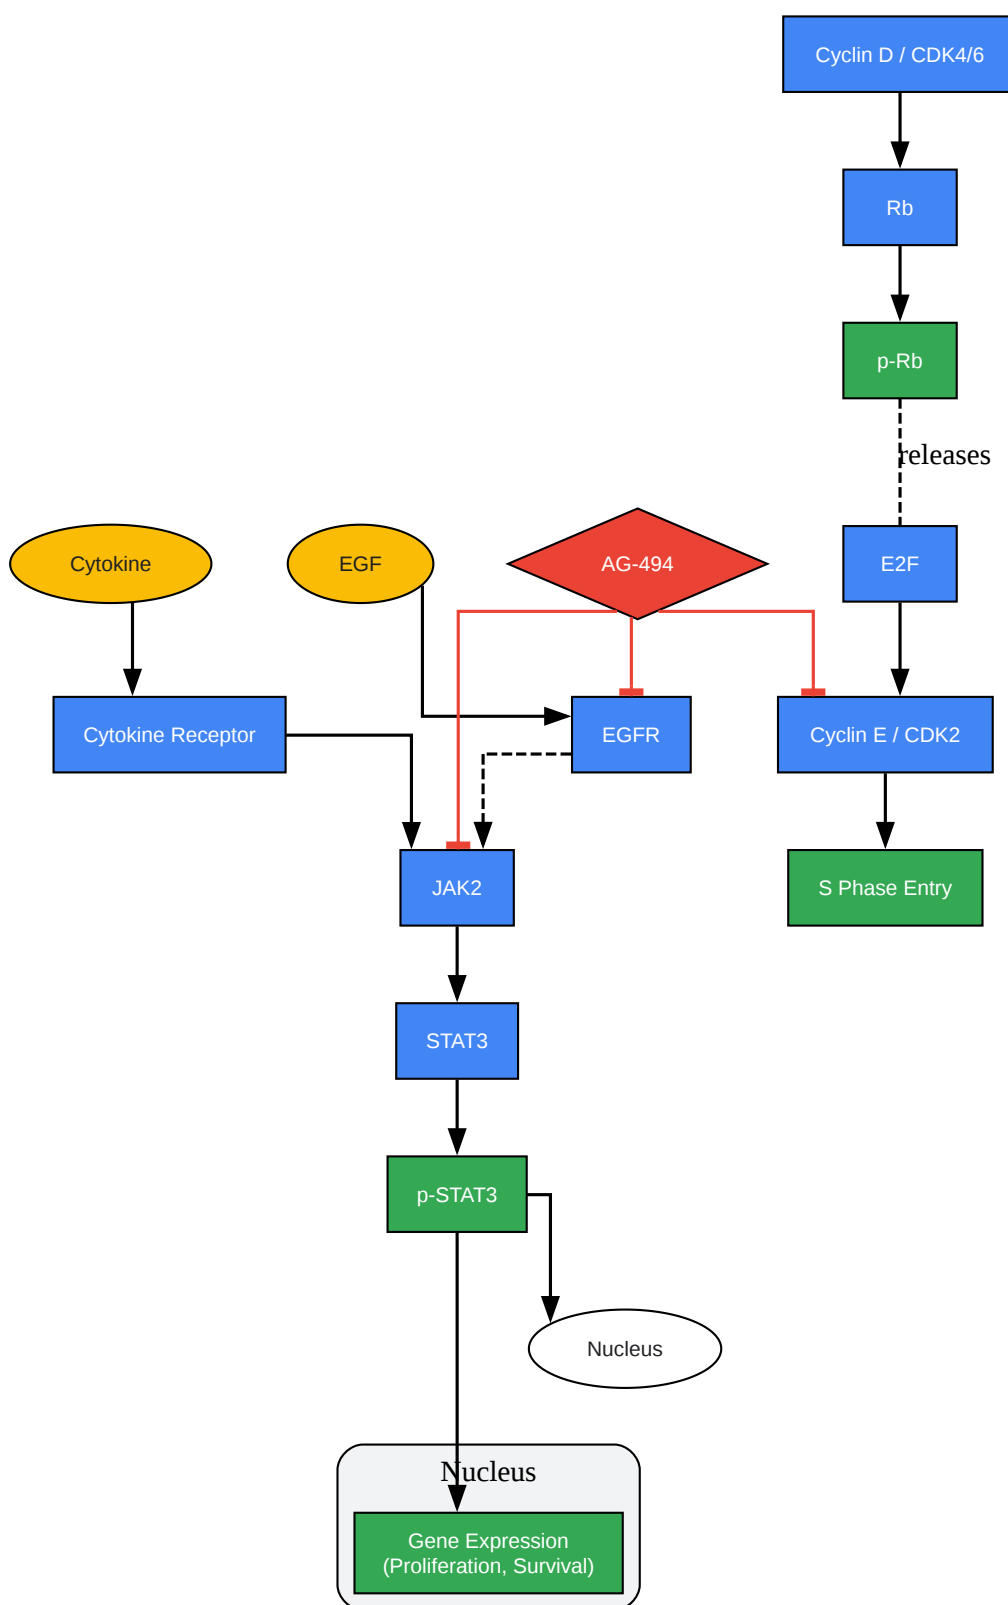 Cyclin D / CDK4/6
Rb
p-Rb
releases
Cytokine
EGF
AG-494
E2F
Cytokine Receptor
EGFR
Cyclin E / CDK2
JAK2
S Phase Entry
STAT3
p-STAT3
Nucleus
Nucleus
Gene Expression
(Proliferation, Survival)